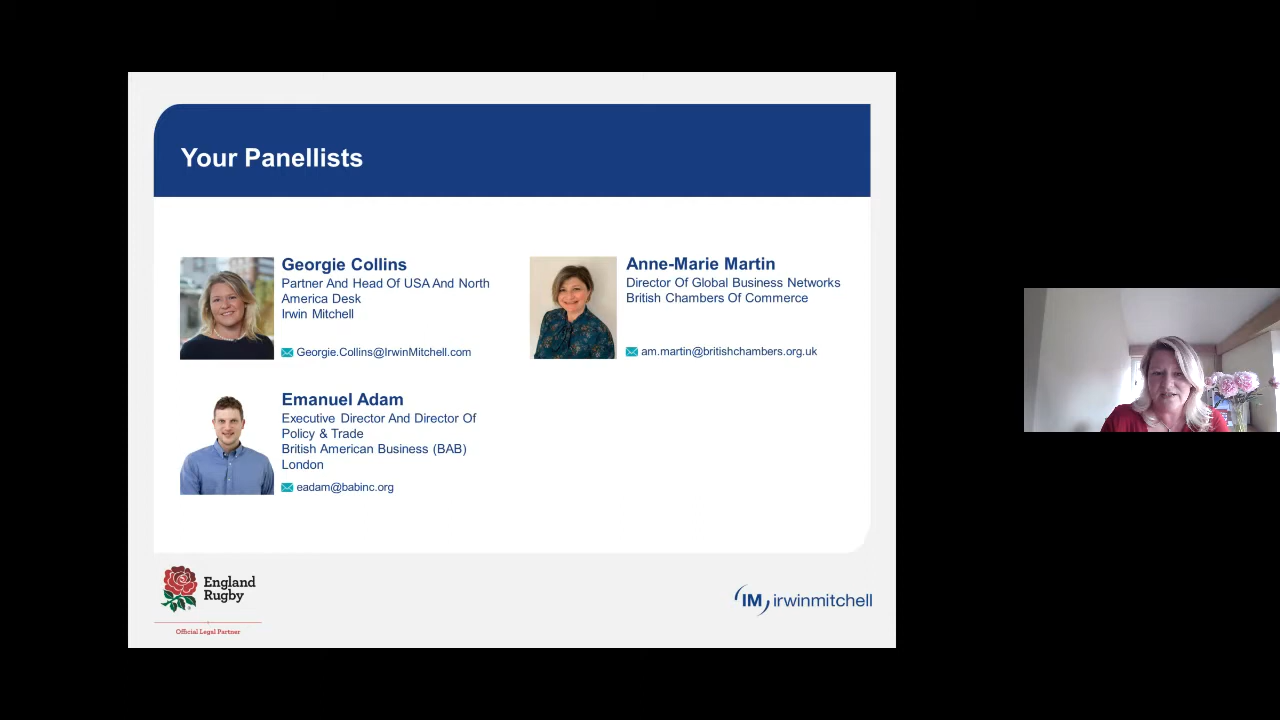 Your Panellists
Georgie Collins
Partner And Head Of USA And North
America Desk
Irwin Mitchell
Georgie.Collins@IrwinMitchell.com
Anne-Marie Martin
Director Of Global Business Networks
British Chambers Of Commerce
am.martin@britishchambers.org.uk
Emanuel Adam
Executive Director And Director Of
Policy & Trade
British American Business (BAB)
London
eadam@babinc.org
England
Rugby
Official Legal Partner
IM irwinmitchell